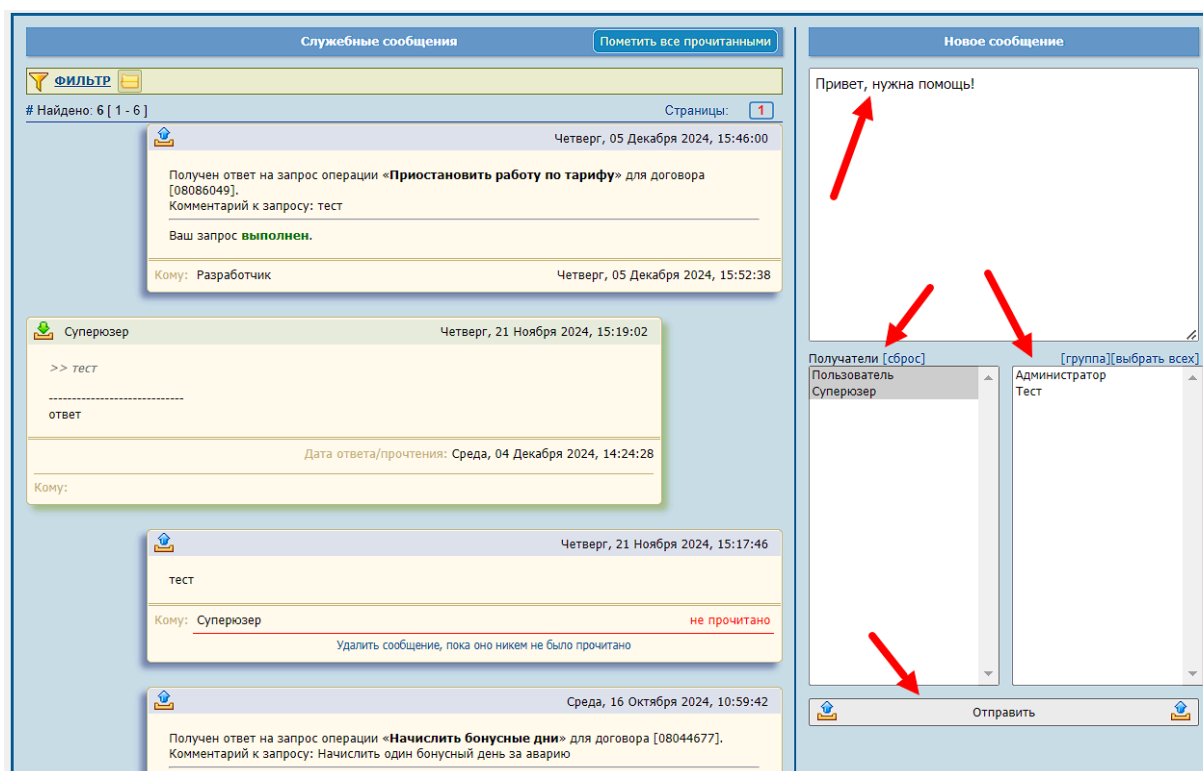 Служебные сообщения
Пометить все прочитанными
ФИЛЬТР
# Найдено: 6 [ 1 - 6 ]
Страницы: 1
Четверг, 05 Декабря 2024, 15:46:00
Получен ответ на запрос операции «Приостановить работу по тарифу» для договора
[08086049].
Комментарий к запросу: тест
Ваш запрос выполнен.
Кому: Разработчик Четверг, 05 Декабря 2024, 15:52:38
Суперюзер Четверг, 21 Ноября 2024, 15:19:02
>> тест
-----------------------------
ответ
Дата ответа/прочтения: Среда, 04 Декабря 2024, 14:24:28
Кому:
Четверг, 21 Ноября 2024, 15:17:46
тест
Кому: Суперюзер не прочитано
Удалить сообщение, пока оно никем не было прочитано
Среда, 16 Октября 2024, 10:59:42
Получен ответ на запрос операции «Начислить бонусные дни» для договора [08044677].
Комментарий к запросу: Начислить один бонусный день за аварию
Новое сообщение
Привет, нужна помощь!
Получатели [сброс]
[группа][выбрать всех]
Пользователь
Суперюзер
Администратор
Тест
Отправить